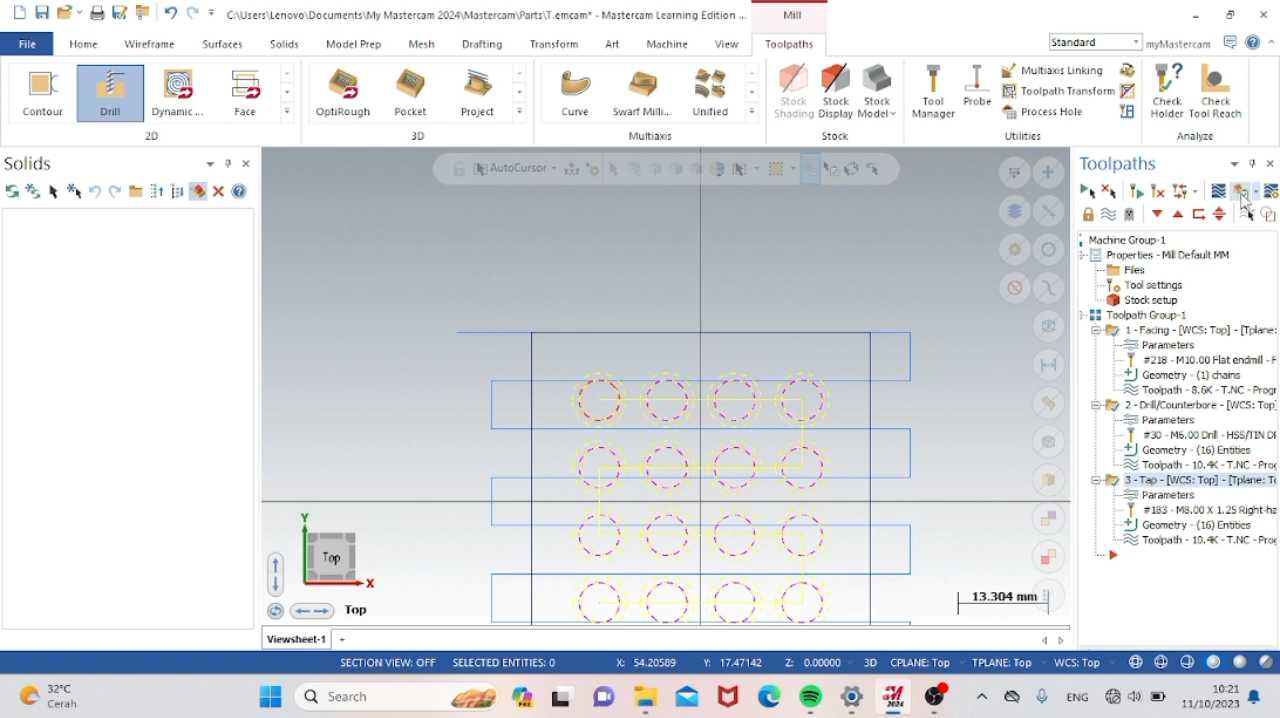 C:\Users\Lenovo\Documents\My Mastercam 2024\Mastercam\Parts\T.emcam* - Mastercam Learning Edition ...
Mill
File
Home
Wireframe
Surfaces
Solids
Model Prep
Mesh
Drafting
Transform
Art
Machine
View
Toolpaths
Standard
myMastercam
Contour
Drill
Dynamic ...
Face
2D
OptiRough
Pocket
Project
3D
Curve
Swarf Milli...
Unified
Multiaxis
Stock Shading
Stock Display
Stock Model
Stock
Tool Manager
Probe
Multiaxis Linking
Toolpath Transform
Process Hole
Utilities
Check Holder
Check Tool Reach
Analyze
Solids
AutoCursor
Toolpaths
Machine Group-1
Properties - Mill Default MM
Files
Tool settings
Stock setup
Toolpath Group-1
1 - Facing - [WCS: Top] - [Tplane:
Parameters
#218 - M10.00 Flat endmill - F
Geometry - (1) chains
Toolpath - 8.6K - T.NC - Prog
2 - Drill/Counterbore - [WCS: Top]
Parameters
#30 - M6.00 Drill - HSS/TIN D
Geometry - (16) Entities
Toolpath - 10.4K - T.NC - Prog
3 - Tap - [WCS: Top] - [Tplane: T
Parameters
#183 - M8.00 X 1.25 Right-ha
Geometry - (16) Entities
Toolpath - 10.4K - T.NC - Prog
Y
Top
X
Top
13.304 mm
Viewsheet-1
+
SECTION VIEW: OFF
SELECTED ENTITIES: 0
X: 54.20589
Y: 17.47142
Z: 0.00000
3D
CPLANE: Top
TPLANE: Top
WCS: Top
32°C
Cerah
Search
PRE
2024
ENG
10:21
11/10/2023